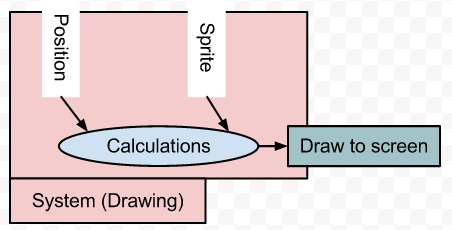 Position
Sprite
Calculations
Draw to screen
System (Drawing)